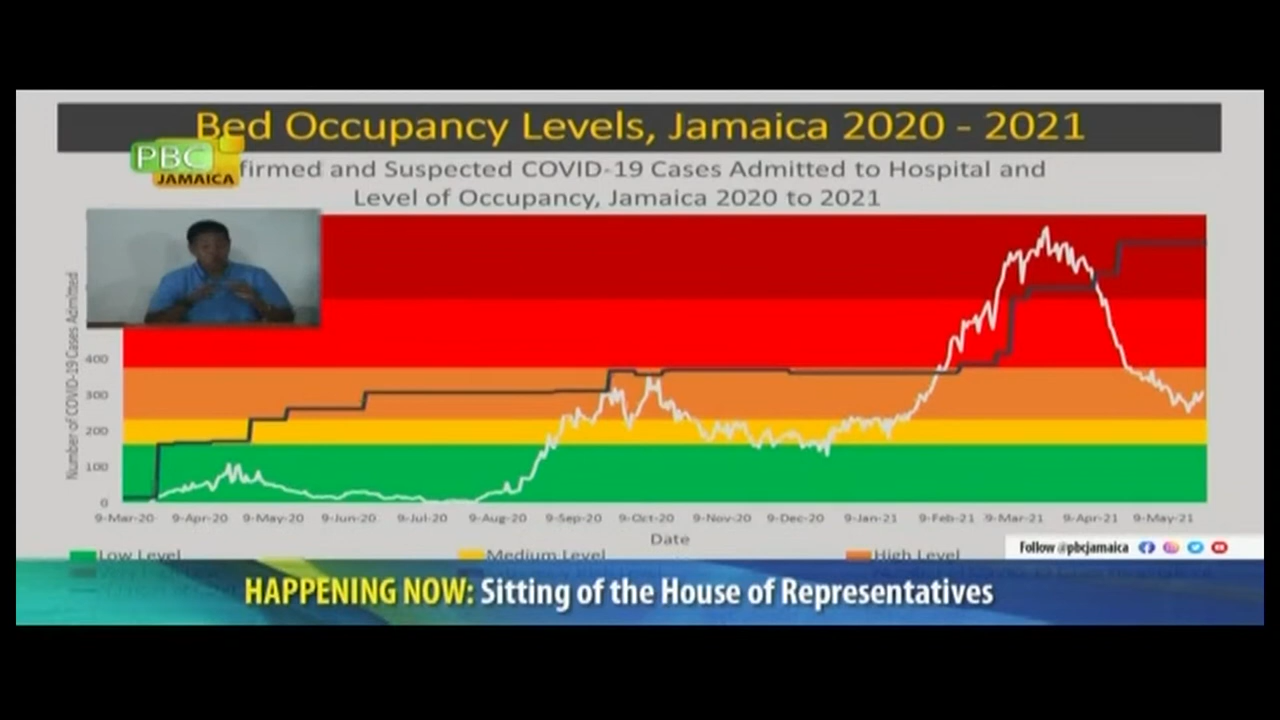 Bed Occupancy Levels, Jamaica 2020 - 2021
PBC
JAMAICA
firmed and Suspected COVID-19 Cases Admitted to Hospital and
Level of Occupancy, Jamaica 2020 to 2021
Number of COVID-19 Cases Admitted
400
300
200
100
0
9-Mar-20 9-Apr-20 9-May-20 9-Jun-20 9-Jul-20 9-Aug-20 9-Sep-20 9-Oct-20 9-Nov-20 9-Dec-20 9-Jan-21 9-Feb-21 9-Mar-21 9-Apr-21 9-May-21
Date
Low Level Medium Level High Level
Follow @pbcjamaica
HAPPENING NOW: Sitting of the House of Representatives